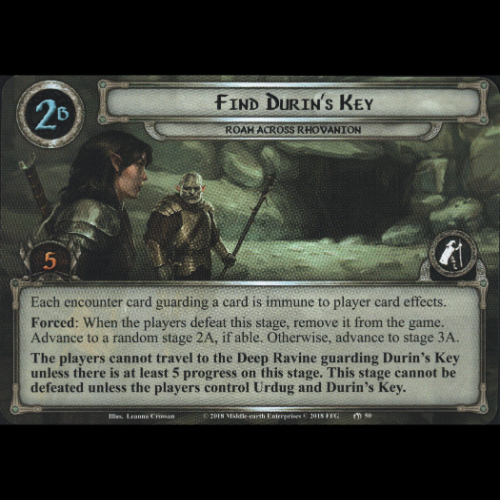 2B
FIND DURIN'S KEY
ROAM ACROSS RHOVANION
5
Each encounter card guarding a card is immune to player card effects.
Forced: When the players defeat this stage, remove it from the game.
Advance to a random stage 2A, if able. Otherwise, advance to stage 3A.
The players cannot travel to the Deep Ravine guarding Durin's Key
unless there is at least 5 progress on this stage. This stage cannot be
defeated unless the players control Urdug and Durin's Key.
Illus. Leanna Crossan © 2018 Middle-earth Enterprises © 2018 FFG 50